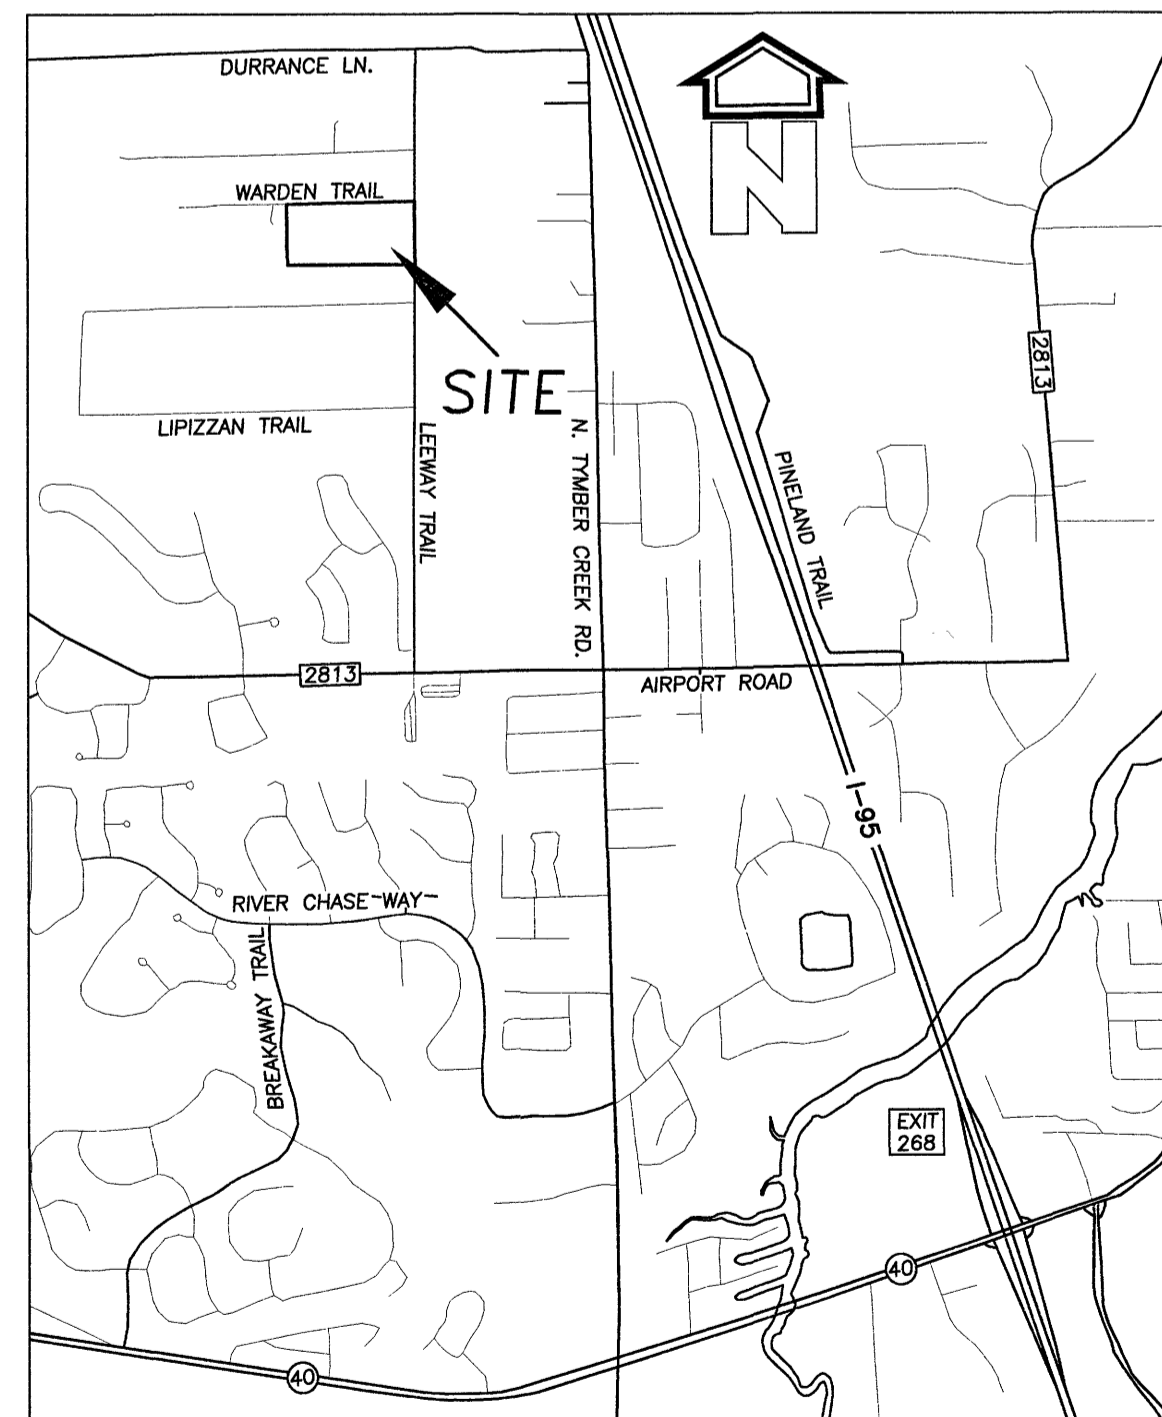 DURRANCE LN.
N
WARDEN TRAIL
SITE
2813
LIPIZZAN TRAIL
LEEWAY TRAIL
N. TYMBER CREEK RD.
PINELAND TRAIL
2813
AIRPORT ROAD
I-95
RIVER CHASE WAY
BREAKAWAY TRAIL
EXIT
268
40
40